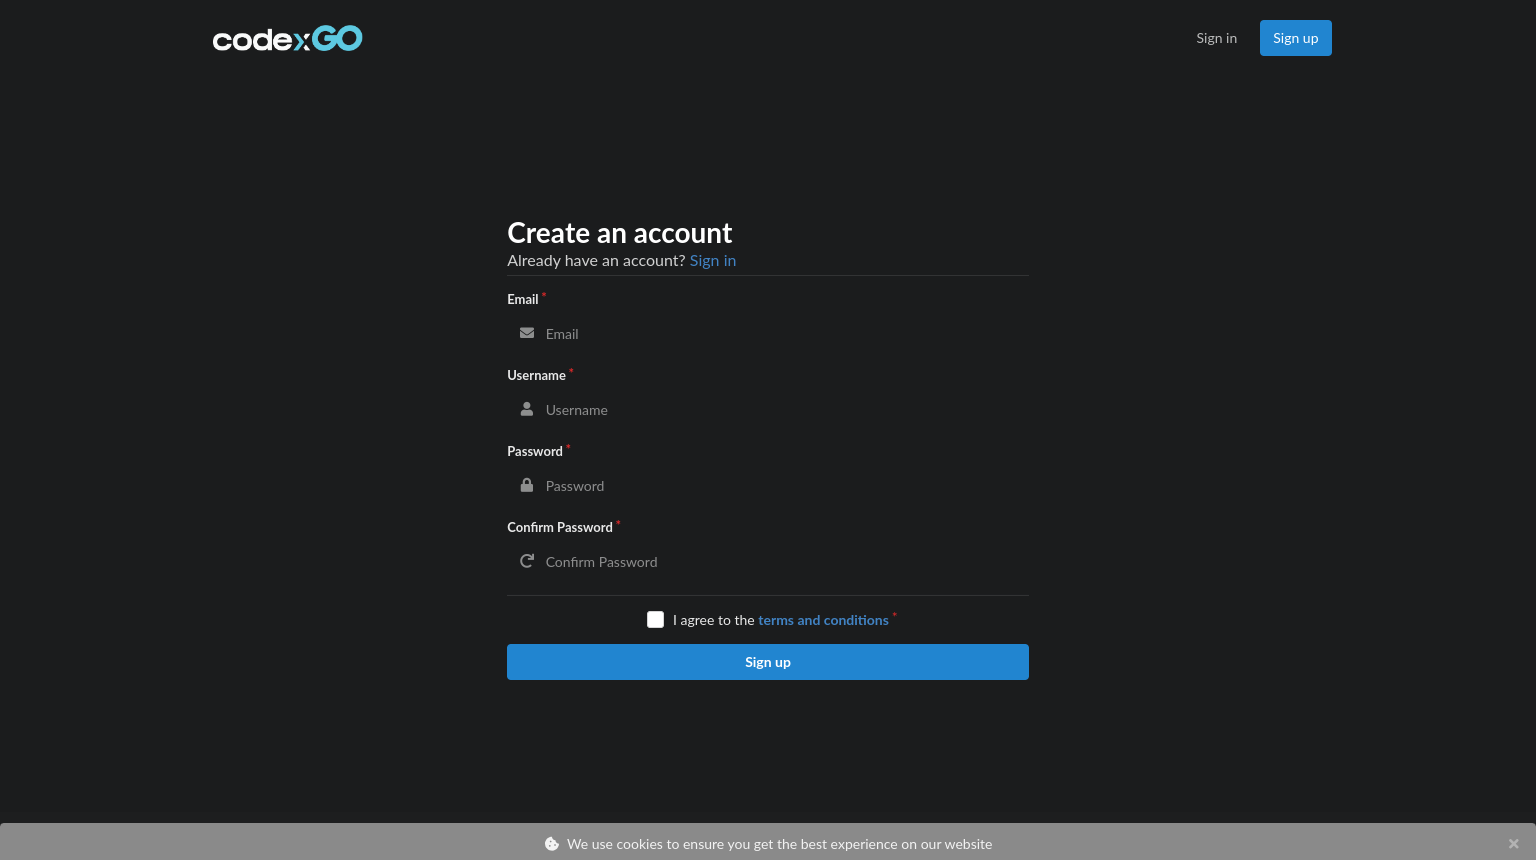 codexGO
Sign in
Sign up
Create an account
Already have an account? Sign in
Email *
Email
Username *
Username
Password *
Password
Confirm Password *
Confirm Password
I agree to the terms and conditions *
Sign up
We use cookies to ensure you get the best experience on our website